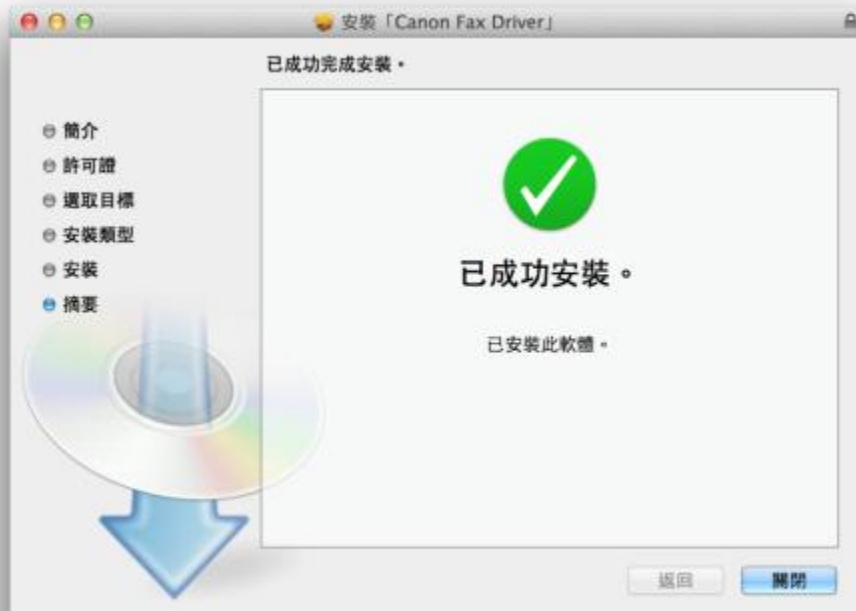 安裝「Canon Fax Driver」
已成功完成安裝。
簡介
許可證
選取目標
安裝類型
安裝
摘要
已成功安裝。
已安裝此軟體。
返回
關閉